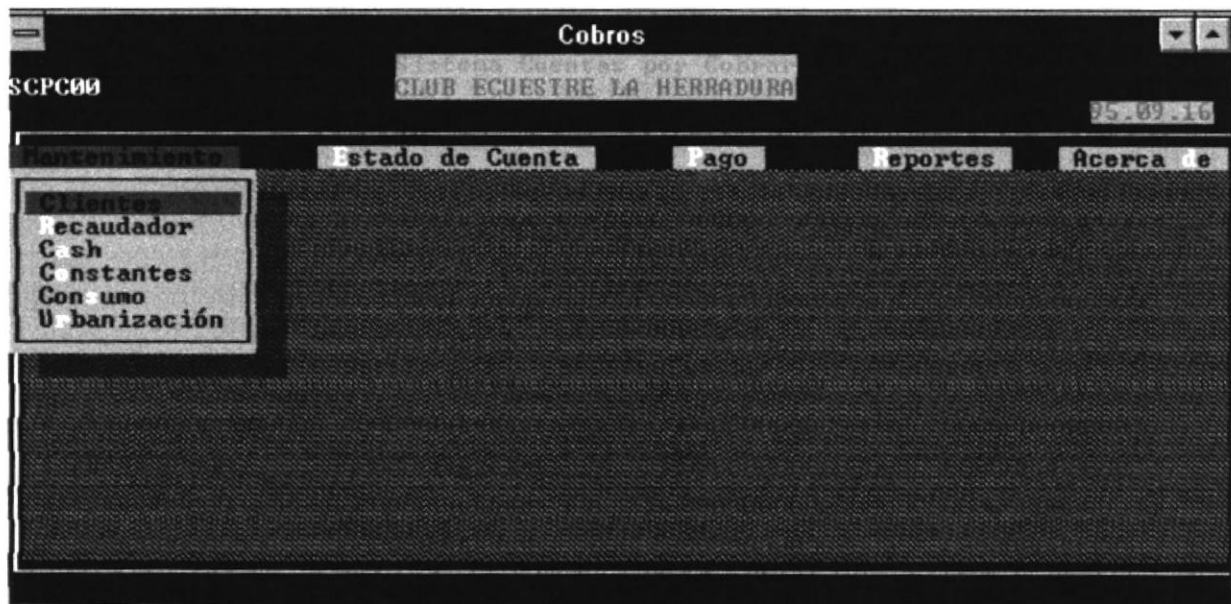 Cobros
Sistema Cuentas por Cobrar
SCPC00
CLUB ECUESTRE LA HERRADURA
95.09.16
Mantenimiento Estado de Cuenta Pago Reportes Acerca de
Clientes
Recaudador
Cash
Constantes
Consumo
Urbanización